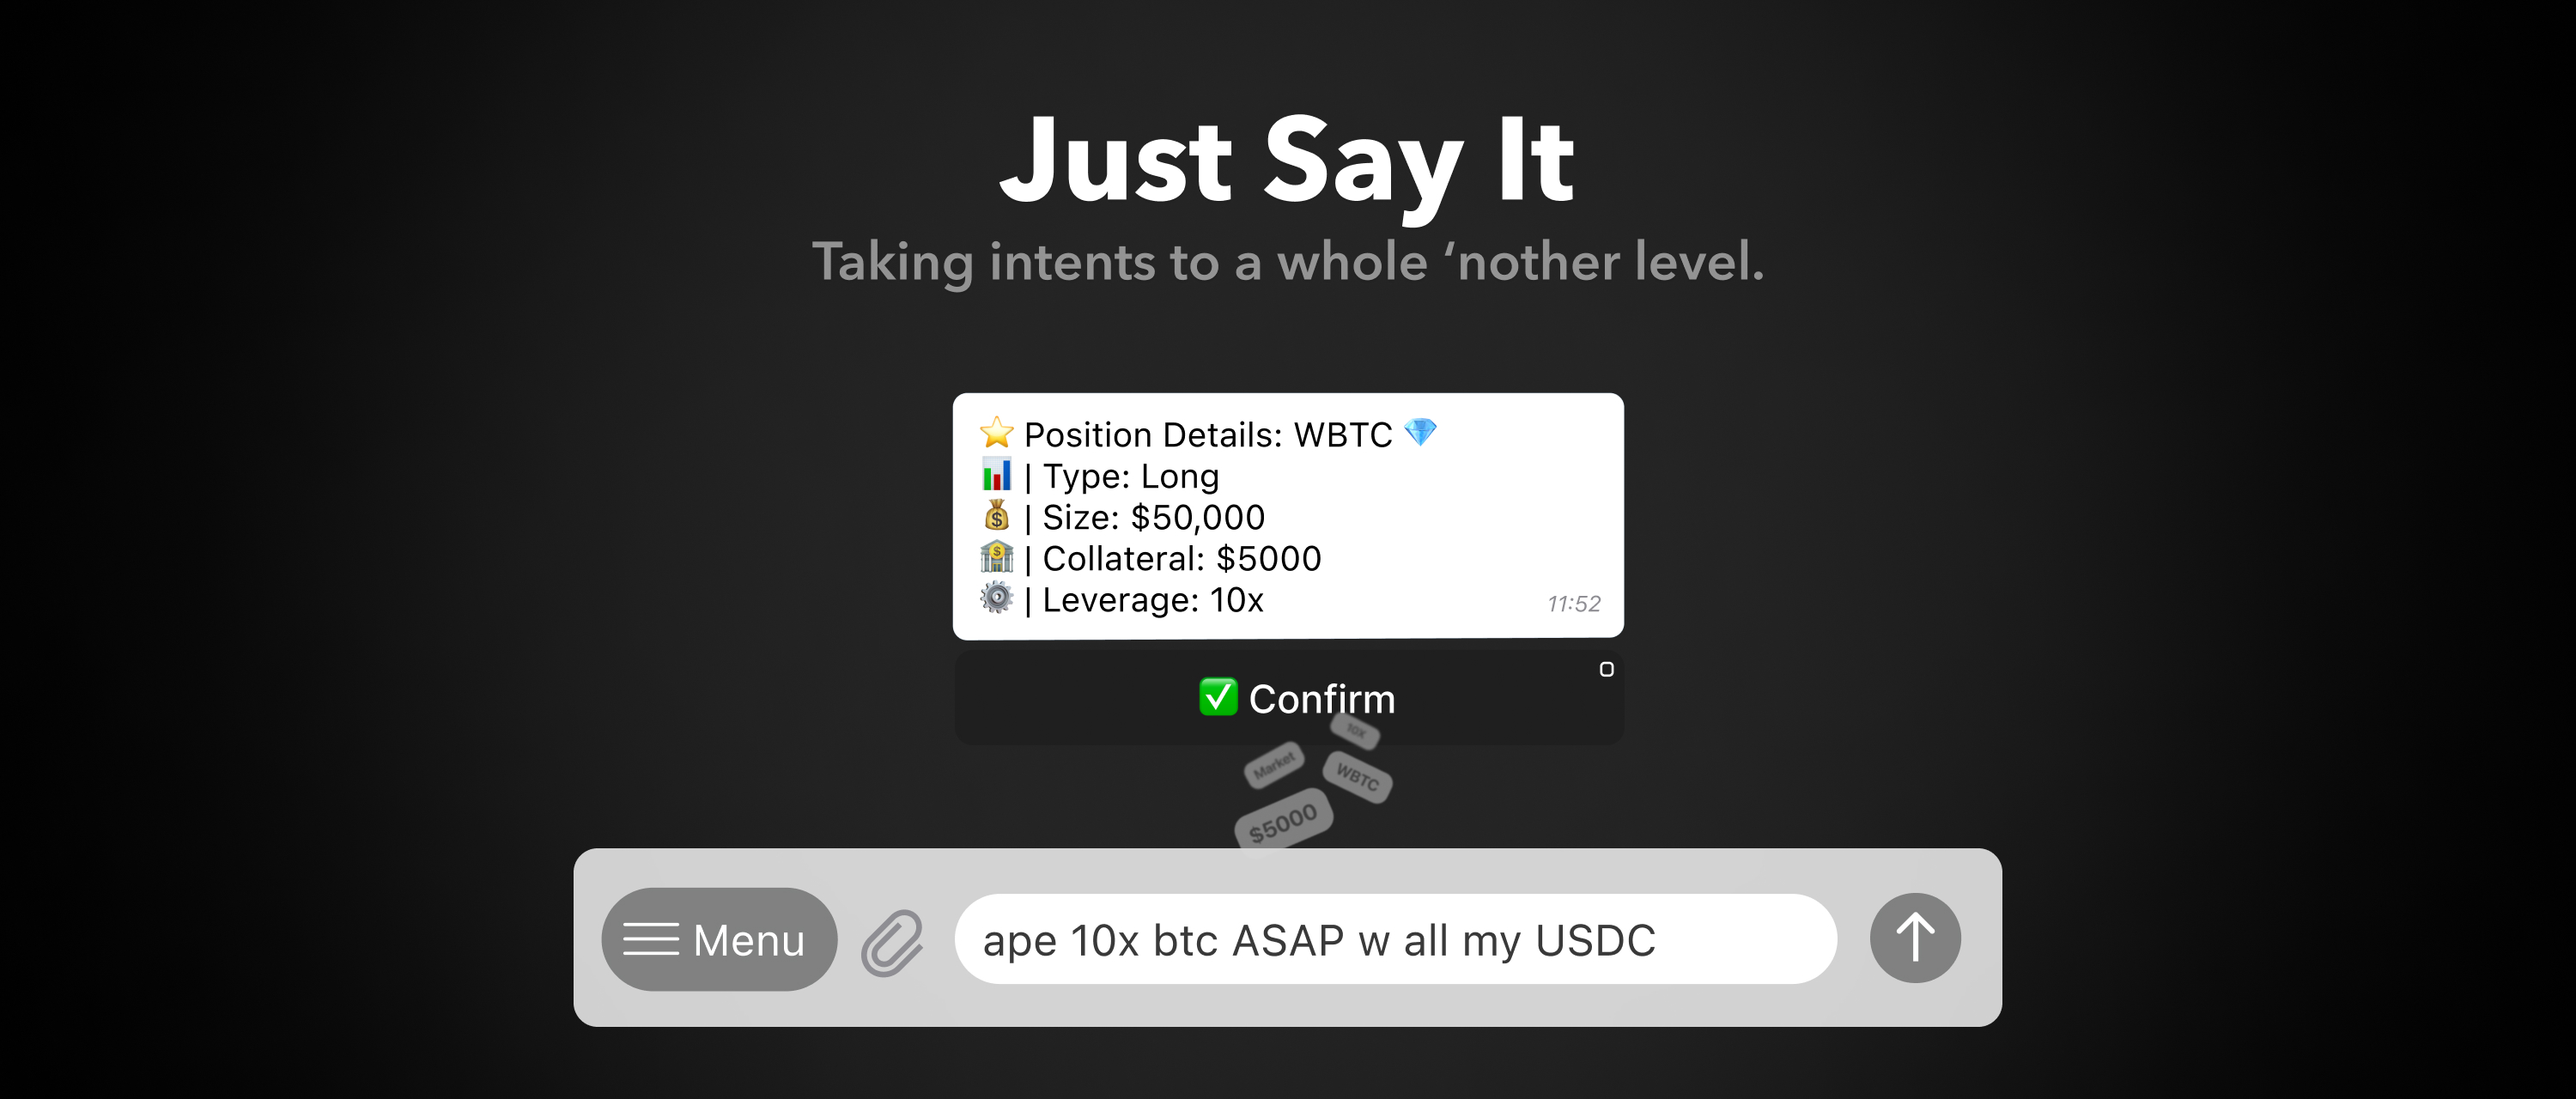 Just Say It
Taking intents to a whole ‘nother level.
⭐ Position Details: WBTC 💎
📊 | Type: Long
💰 | Size: $50,000
🏦 | Collateral: $5000
⚙️ | Leverage: 10x
11:52
✅ Confirm
10X
Market
WBTC
$5000
Menu
ape 10x btc ASAP w all my USDC